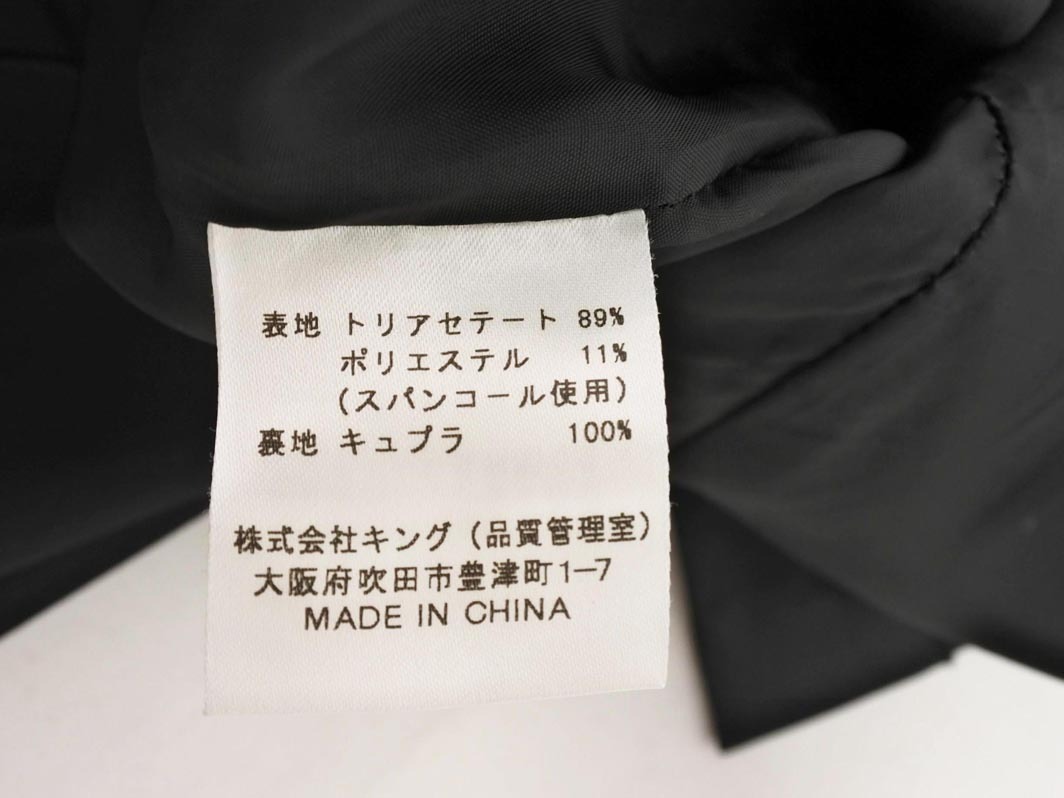 表地 トリアセテート 89%
ポリエステル 11%
(スパンコール使用)
裏地 キュプラ 100%
株式会社キング(品質管理室)
大阪府吹田市豊津町1-7
MADE IN CHINA